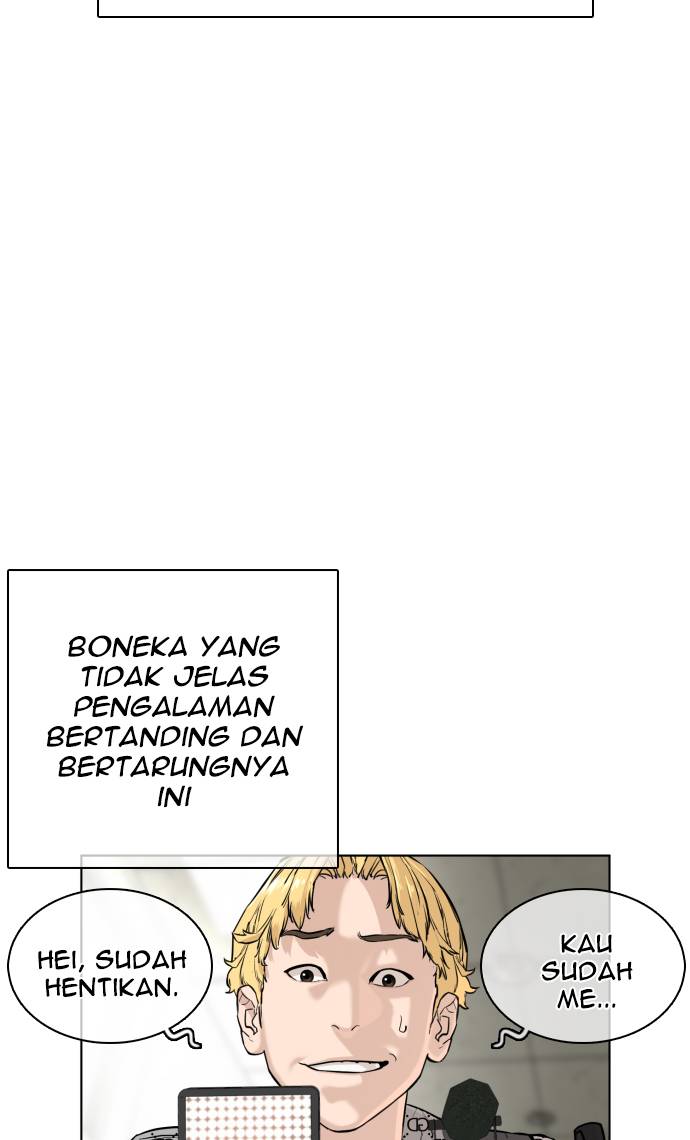 BONEKA YANG
TIDAK JELAS
PENGALAMAN
BERTANDING DAN
BERTARUNGNYA
INI
HEI, SUDAH
HENTIKAN.
KAU
SUDAH
ME...